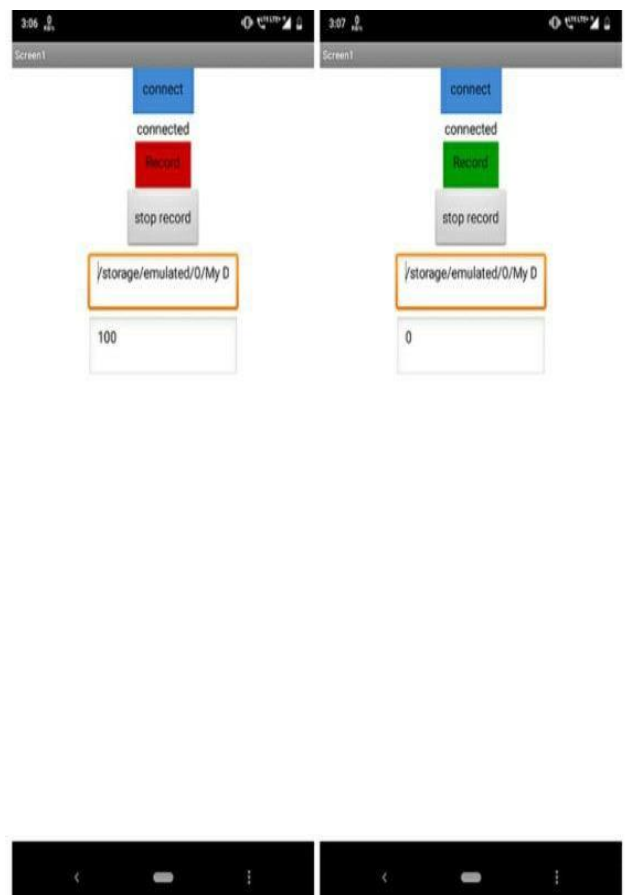 3:06
Screen1
connect
connected
Record
stop record
/storage/emulated/0/My D
100
3:07
Screen1
connect
connected
Record
stop record
/storage/emulated/0/My D
0